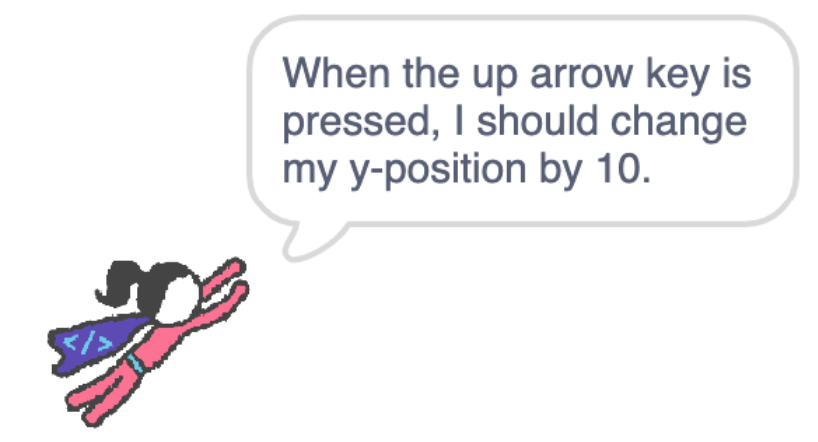 When the up arrow key is
pressed, I should change
my y-position by 10.
</>